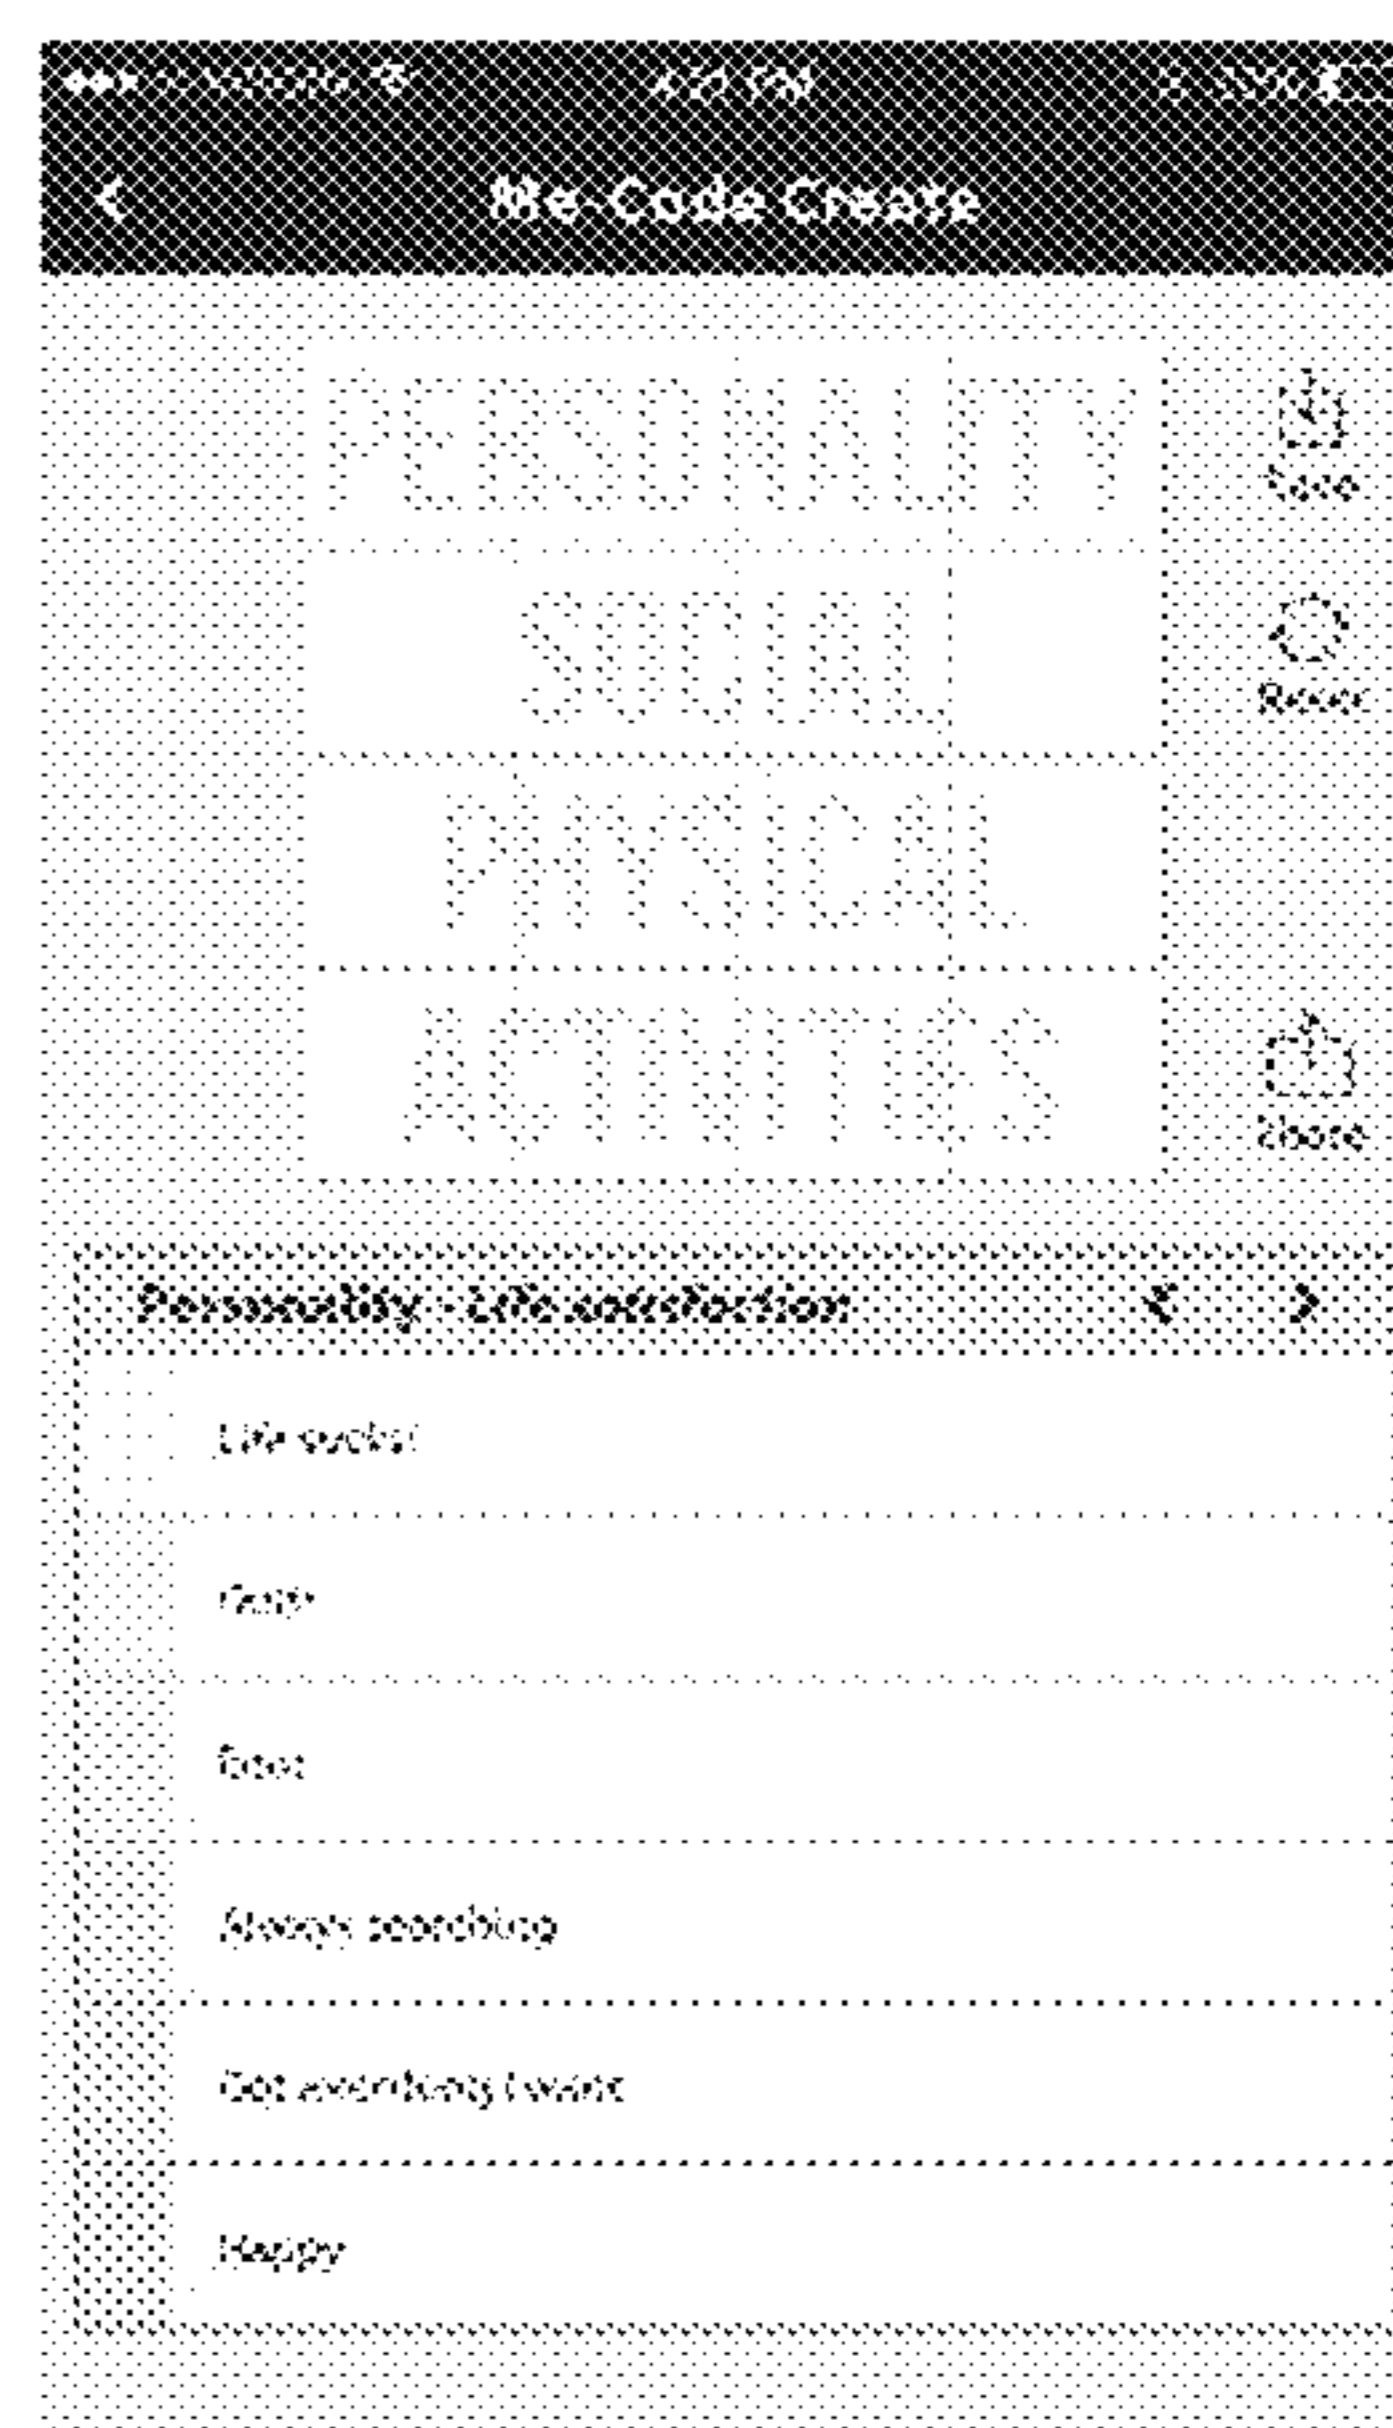 PM
Me-Code Create
PERSONALITY
Save
SOCIAL
Reset
PHYSICAL
ACTIVITIES
Share
Personality - Life satisfaction
Life sucks!
Always searching
Got everything I want
Happy